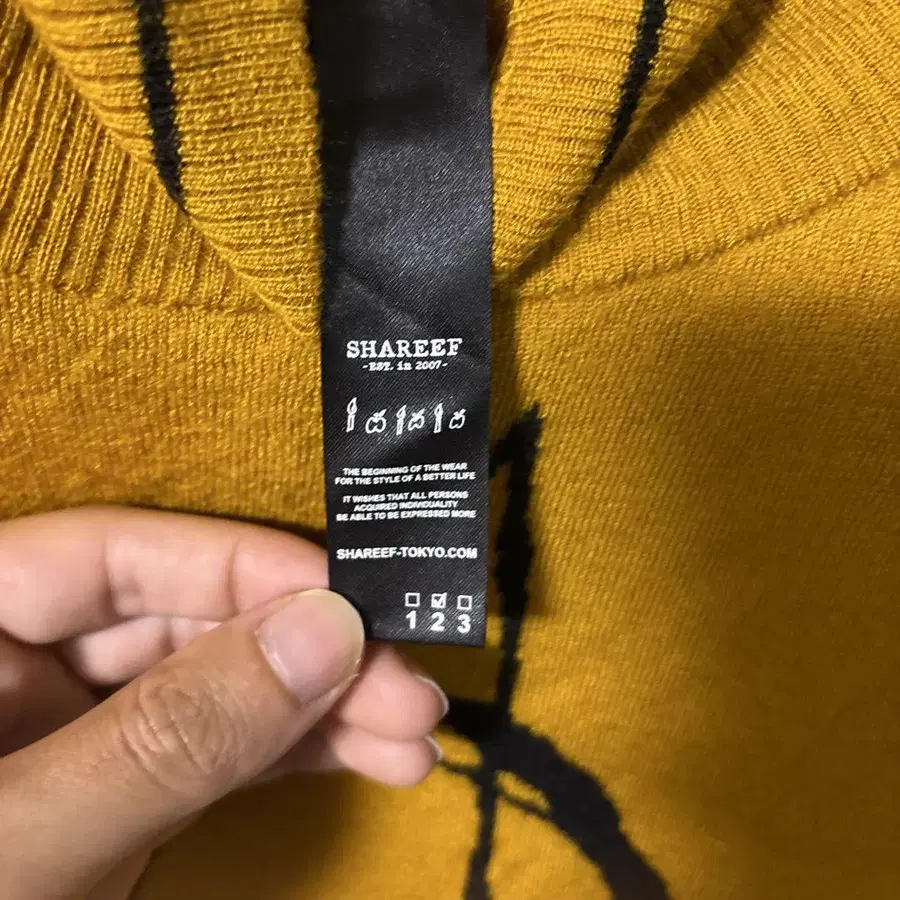 SHAREEF
-EST. in 2007-
THE BEGINNING OF THE WEAR
FOR THE STYLE OF A BETTER LIFE
IT WISHES THAT ALL PERSONS
ACQUIRED INDIVIDUALITY
BE ABLE TO BE EXPRESSED MORE
SHAREEF-TOKYO.COM
☐ ☑ ☐
1 2 3